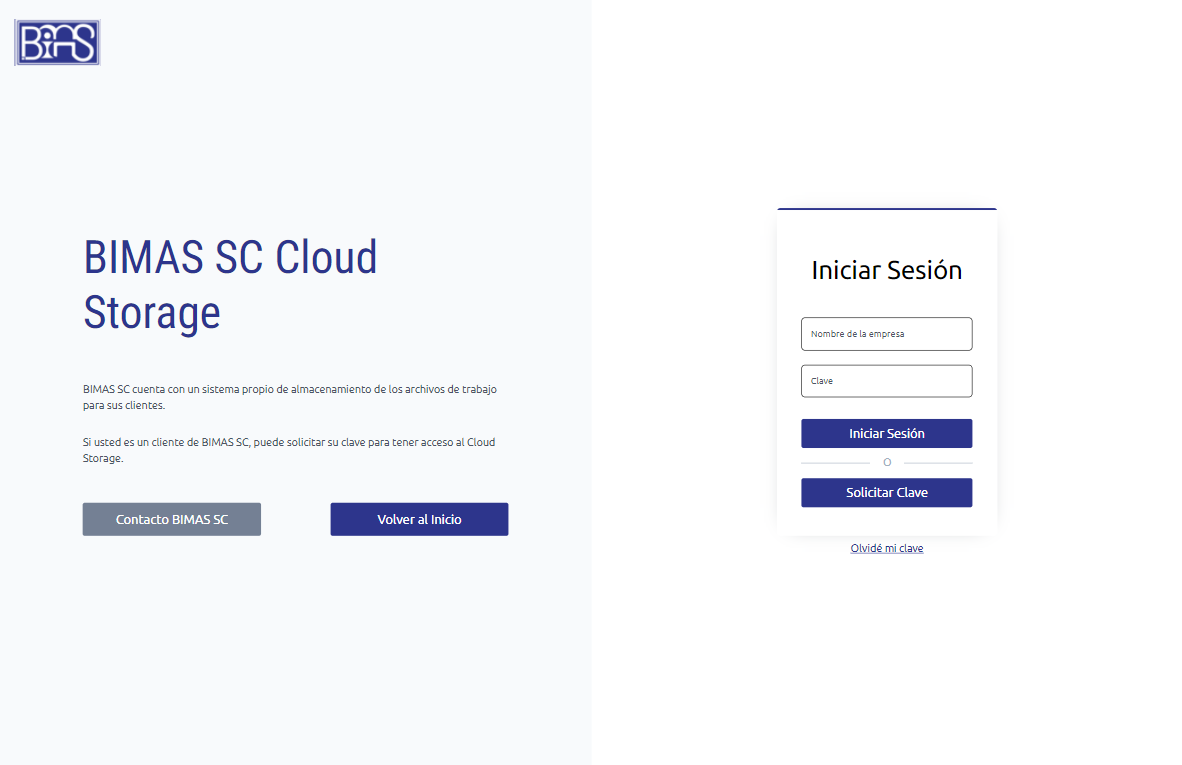 BIMAS
BIMAS SC Cloud
Storage
BIMAS SC cuenta con un sistema propio de almacenamiento de los archivos de trabajo
para sus clientes.
Si usted es un cliente de BIMAS SC, puede solicitar su clave para tener acceso al Cloud
Storage.
Contacto BIMAS SC
Volver al Inicio
Iniciar Sesión
Nombre de la empresa
Clave
Iniciar Sesión
O
Solicitar Clave
Olvidé mi clave